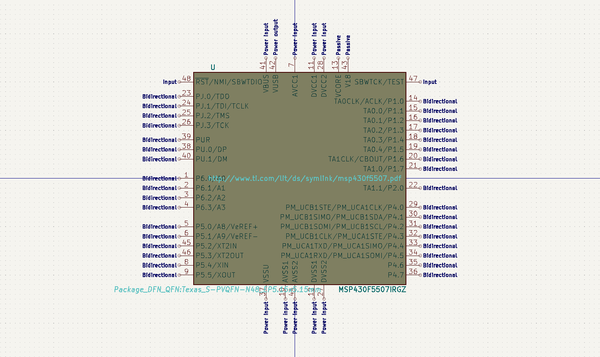 Power input
Power output
Power input
Power input
Power input
Passive
Passive
41
42
7
11
28
13
43
U
VBUS
VUSB
AVCC1
DVCC1
DVCC2
VCORE
V18
Input 48 RST/NMI/SBWTDIO
SBWTCK/TEST 47 Input
Bidirectional 23 PJ.0/TDO
TA0CLK/ACLK/P1.0 14 Bidirectional
Bidirectional 24 PJ.1/TDI/TCLK
TA0.0/P1.1 15 Bidirectional
Bidirectional 25 PJ.2/TMS
TA0.1/P1.2 16 Bidirectional
Bidirectional 26 PJ.3/TCK
TA0.2/P1.3 17 Bidirectional
TA0.3/P1.4 18 Bidirectional
Bidirectional 39 PUR
TA0.4/P1.5 19 Bidirectional
Bidirectional 38 PU.0/DP
TA1CLK/CBOUT/P1.6 20 Bidirectional
Bidirectional 40 PU.1/DM
TA1.0/P1.7 21 Bidirectional
http://www.ti.com/lit/ds/symlink/msp430f5507.pdf
Bidirectional 1
Bidirectional 2 P6.1/A1
TA1.1/P2.0 22 Bidirectional
Bidirectional 3 P6.2/A2
Bidirectional 4 P6.3/A3
PM_UCB1STE/PM_UCA1CLK/P4.0 29 Bidirectional
PM_UCB1SIMO/PM_UCB1SDA/P4.1 30 Bidirectional
Bidirectional 5 P5.0/A8/VeREF+
PM_UCB1SOMI/PM_UCB1SCL/P4.2 31 Bidirectional
Bidirectional 6 P5.1/A9/VeREF-
PM_UCB1CLK/PM_UCA1STE/P4.3 32 Bidirectional
Bidirectional 45 P5.2/XT2IN
PM_UCA1TXD/PM_UCA1SIMO/P4.4 33 Bidirectional
Bidirectional 46 P5.3/XT2OUT
PM_UCA1RXD/PM_UCA1SOMI/P4.5 34 Bidirectional
Bidirectional 8 P5.4/XIN
P4.6 35 Bidirectional
Bidirectional 9 P5.5/XOUT
P4.7 36 Bidirectional
VSSU
AVSS1
AVSS2
DVSS1
DVSS2
MSP430F5507IRGZ
37
10
44
12
27
Power input
Power input
Power input
Power input
Power input